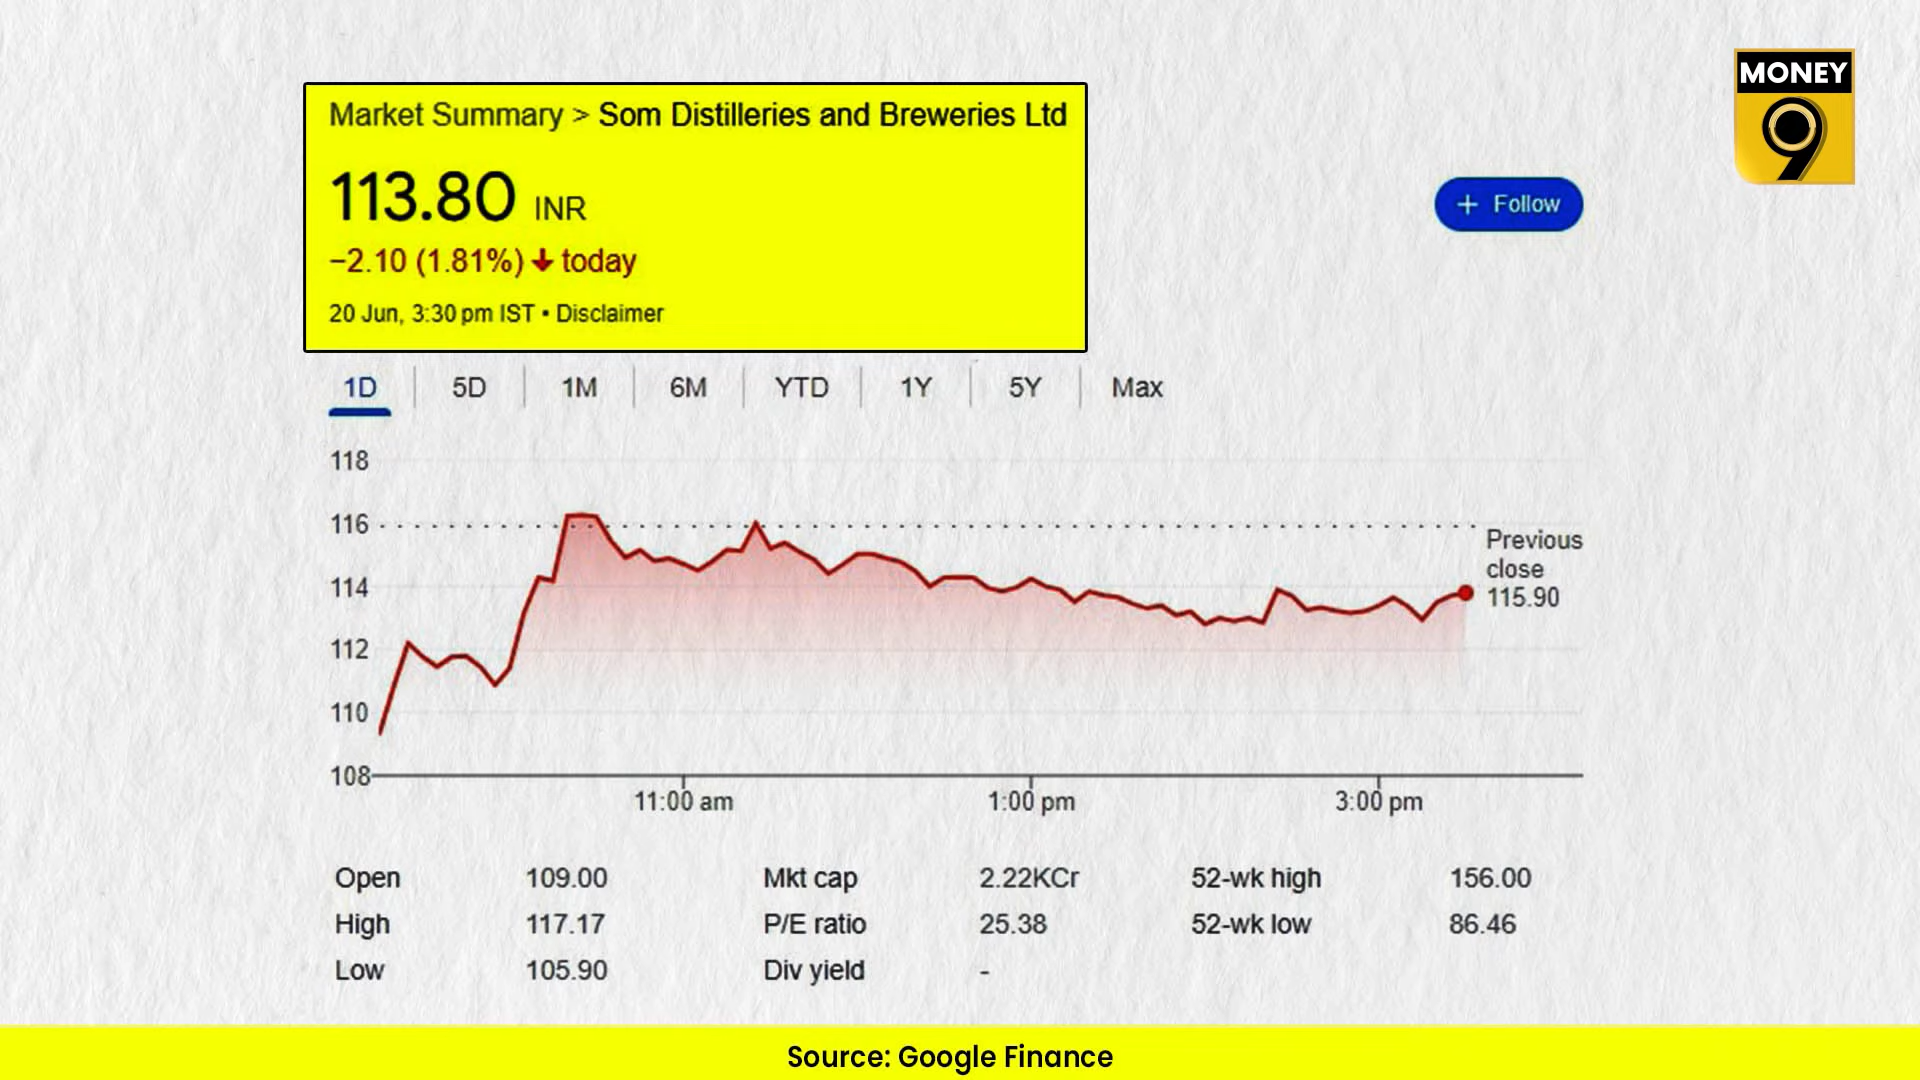 MONEY
9
Market Summary > Som Distilleries and Breweries Ltd
113.80 INR
+ Follow
−2.10 (1.81%) ↓ today
20 Jun, 3:30 pm IST • Disclaimer
1D 5D 1M 6M YTD 1Y 5Y Max
118
116
114
112
110
108
Previous
close
115.90
11:00 am 1:00 pm 3:00 pm
Open 109.00 Mkt cap 2.22KCr 52-wk high 156.00
High 117.17 P/E ratio 25.38 52-wk low 86.46
Low 105.90 Div yield -
Source: Google Finance